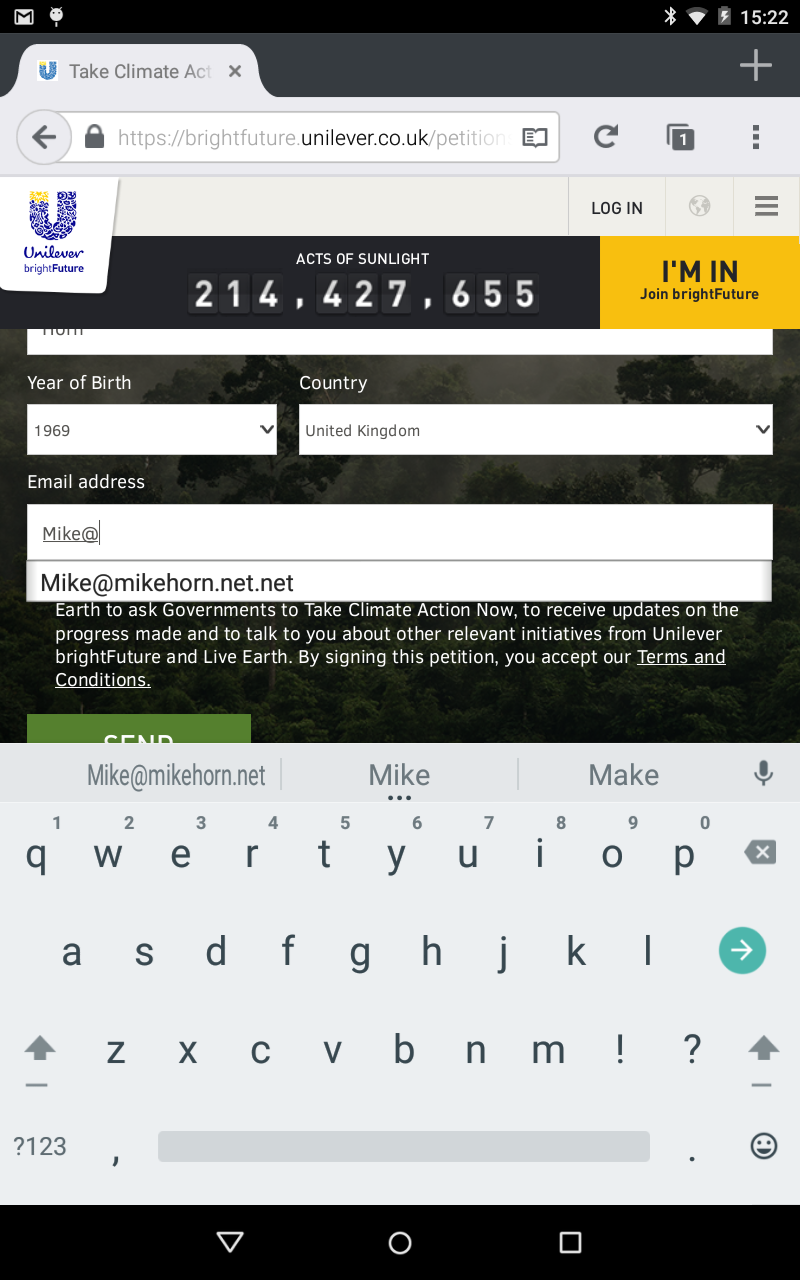 15:22
Take Climate Act
https://brightfuture.unilever.co.uk/petition
1
Unilever
brightFuture
LOG IN
ACTS OF SUNLIGHT
214,427,655
I'M IN
Join brightFuture
Horn
Year of Birth
Country
1969
United Kingdom
Email address
Mike@
Mike@mikehorn.net.net
Earth to ask Governments to Take Climate Action Now, to receive updates on the
progress made and to talk to you about other relevant initiatives from Unilever
brightFuture and Live Earth. By signing this petition, you accept our Terms and
Conditions.
SEND
Mike@mikehorn.net
Mike
Make
1 2 3 4 5 6 7 8 9 0
q w e r t y u i o p
a s d f g h j k l
z x c v b n m ! ?
?123 , .